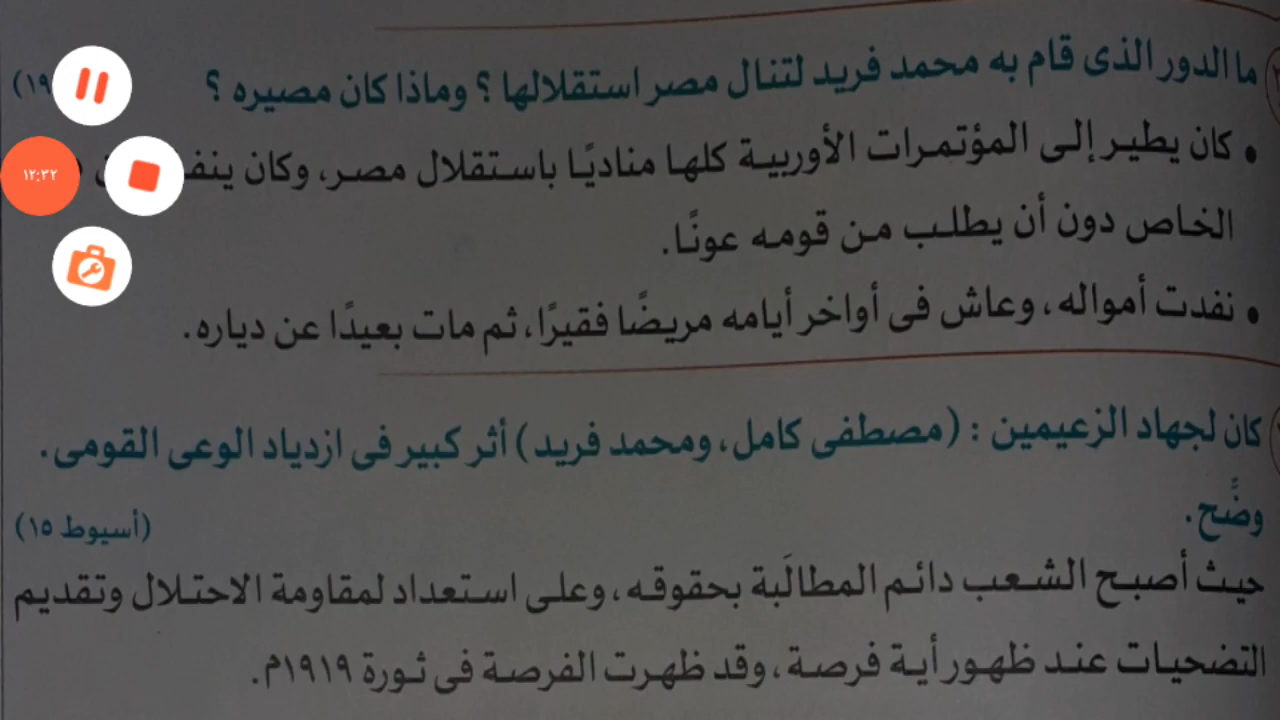 ما الدور الذى قام به محمد فريد لتنال مصر استقلالها ؟ وماذا كان مصيره ؟ (١٩
• كان يطير إلى المؤتمرات الأوربية كلها مناديًا باستقلال مصر، وكان
الخاص دون أن يطلب من قومه عونًا.
• نفدت أمواله، وعاش فى أواخر أيامه مريضًا فقيرًا، ثم مات بعيدًا عن دياره.
كان لجهاد الزعيمين : (مصطفى كامل، ومحمد فريد) أثر كبير فى ازدياد الوعى القومى.
وضِّح.
(أسيوط ١٥)
حيث أصبح الشعب دائم المطالَبة بحقوقه، وعلى استعداد لمقاومة الاحتلال وتقديم
التضحيات عند ظهور أية فرصة، وقد ظهرت الفرصة فى ثورة ١٩١٩م.
١٢:٣٢